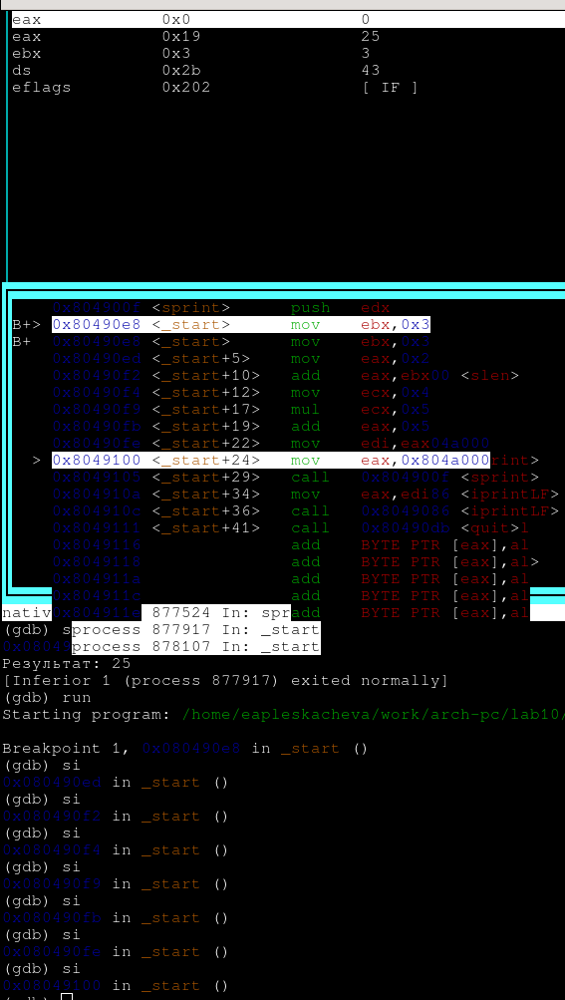 eax 0x0 0
eax 0x19 25
ebx 0x3 3
ds 0x2b 43
eflags 0x202 [ IF ]
0x804900f <sprint> push edx
B+> 0x80490e8 <_start> mov ebx,0x3
B+ 0x80490e8 <_start> mov ebx,0x3
0x80490ed <_start+5> mov eax,0x2
0x80490f2 <_start+10> add eax,ebx00 <slen>
0x80490f4 <_start+12> mov ecx,0x4
0x80490f9 <_start+17> mul ecx,0x5
0x80490fb <_start+19> add eax,0x5
0x80490fe <_start+22> mov edi,eax04a000
> 0x8049100 <_start+24> mov eax,0x804a000rint>
0x8049105 <_start+29> call 0x804900f <sprint>
0x804910a <_start+34> mov eax,edi86 <iprintLF>
0x804910c <_start+36> call 0x8049086 <iprintLF>
0x8049111 <_start+41> call 0x80490db <quit>l
0x8049116 add BYTE PTR [eax],al
0x8049118 add BYTE PTR [eax],al>
0x804911a add BYTE PTR [eax],al
0x804911c add BYTE PTR [eax],al
nativ0x804911e 877524 In: spradd BYTE PTR [eax],al
(gdb) sprocess 877917 In: _start
0x08049process 878107 In: _start
Результат: 25
[Inferior 1 (process 877917) exited normally]
(gdb) run
Starting program: /home/eapleskacheva/work/arch-pc/lab10/
Breakpoint 1, 0x080490e8 in _start ()
(gdb) si
0x080490ed in _start ()
(gdb) si
0x080490f2 in _start ()
(gdb) si
0x080490f4 in _start ()
(gdb) si
0x080490f9 in _start ()
(gdb) si
0x080490fb in _start ()
(gdb) si
0x080490fe in _start ()
(gdb) si
0x08049100 in _start ()
(gdb)